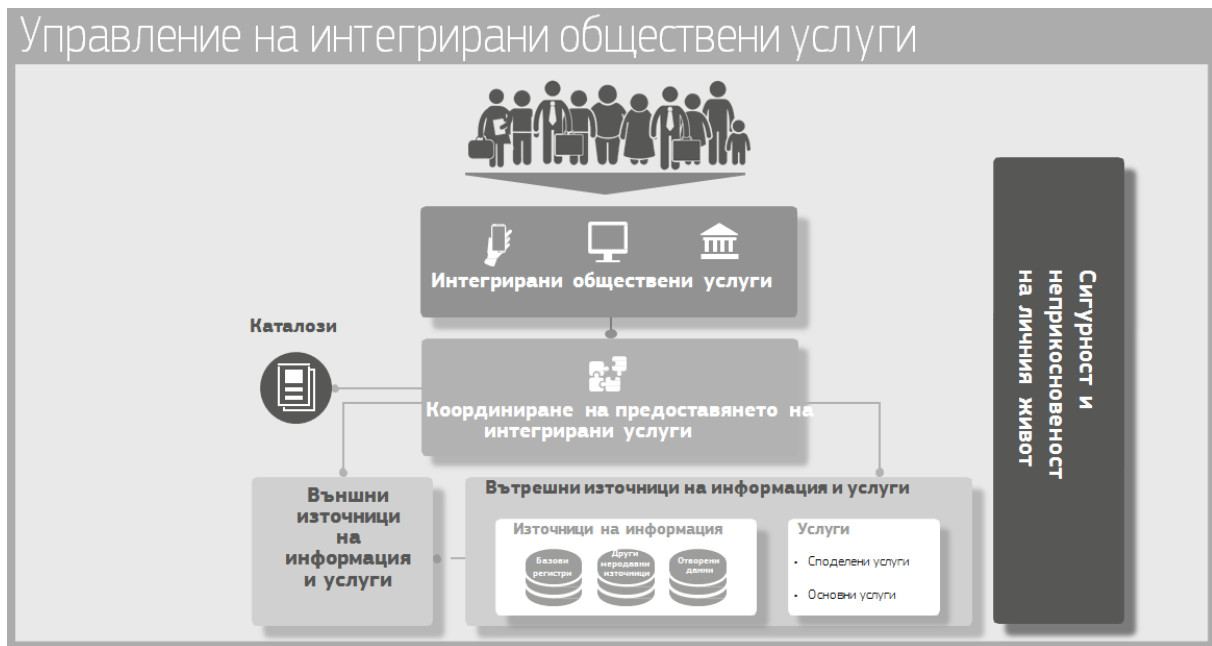 Управление на интегрирани обществени услуги
Интегрирани обществени услуги
Каталози
Координиране на предоставянето на
интегрирани услуги
Сигурност и
неприкосновеност
на личния живот
Външни
източници
на
информация
и услуги
Вътрешни източници на информация и услуги
Източници на информация
Базови
регистри
Други
меродавни
източници
Отворени
данни
Услуги
• Споделени услуги
• Основни услуги